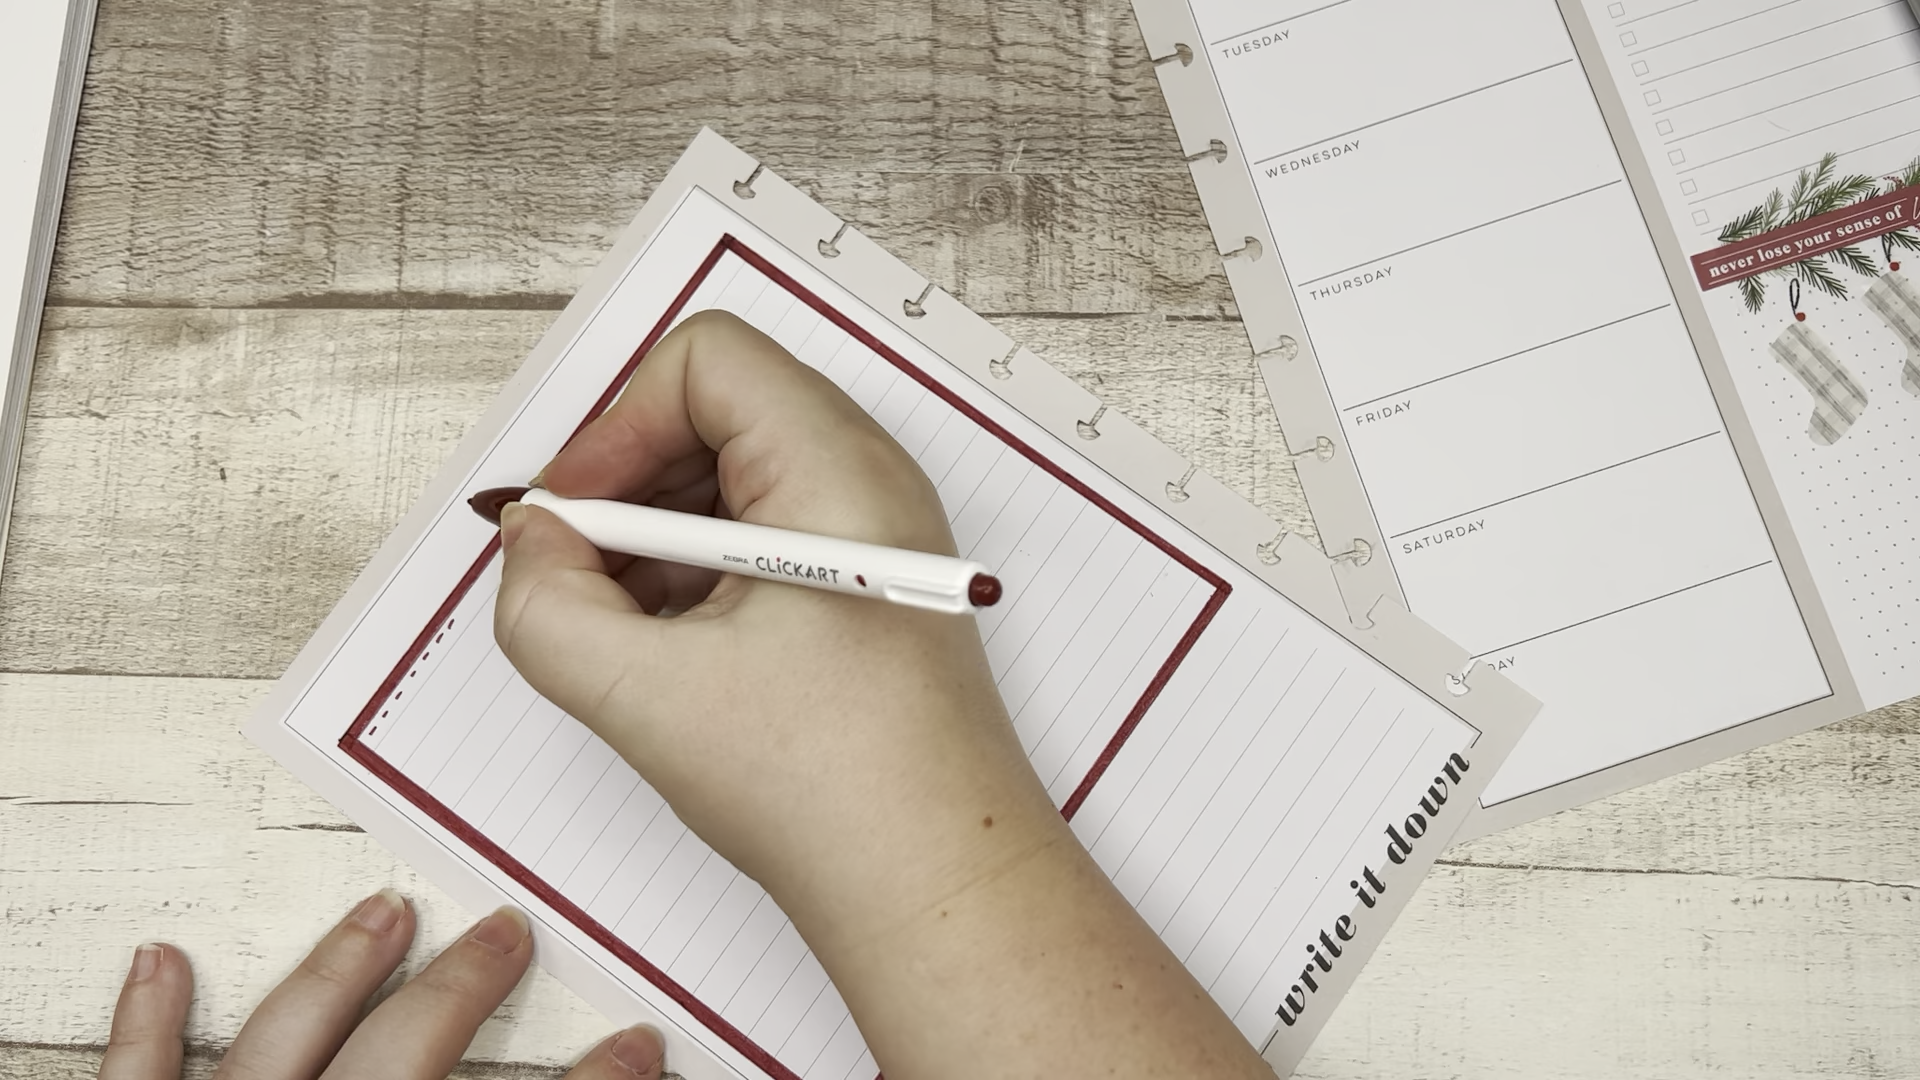 TUESDAY
WEDNESDAY
THURSDAY
FRIDAY
SATURDAY
never lose your sense of
ZEBRA CLiCKART
write it down